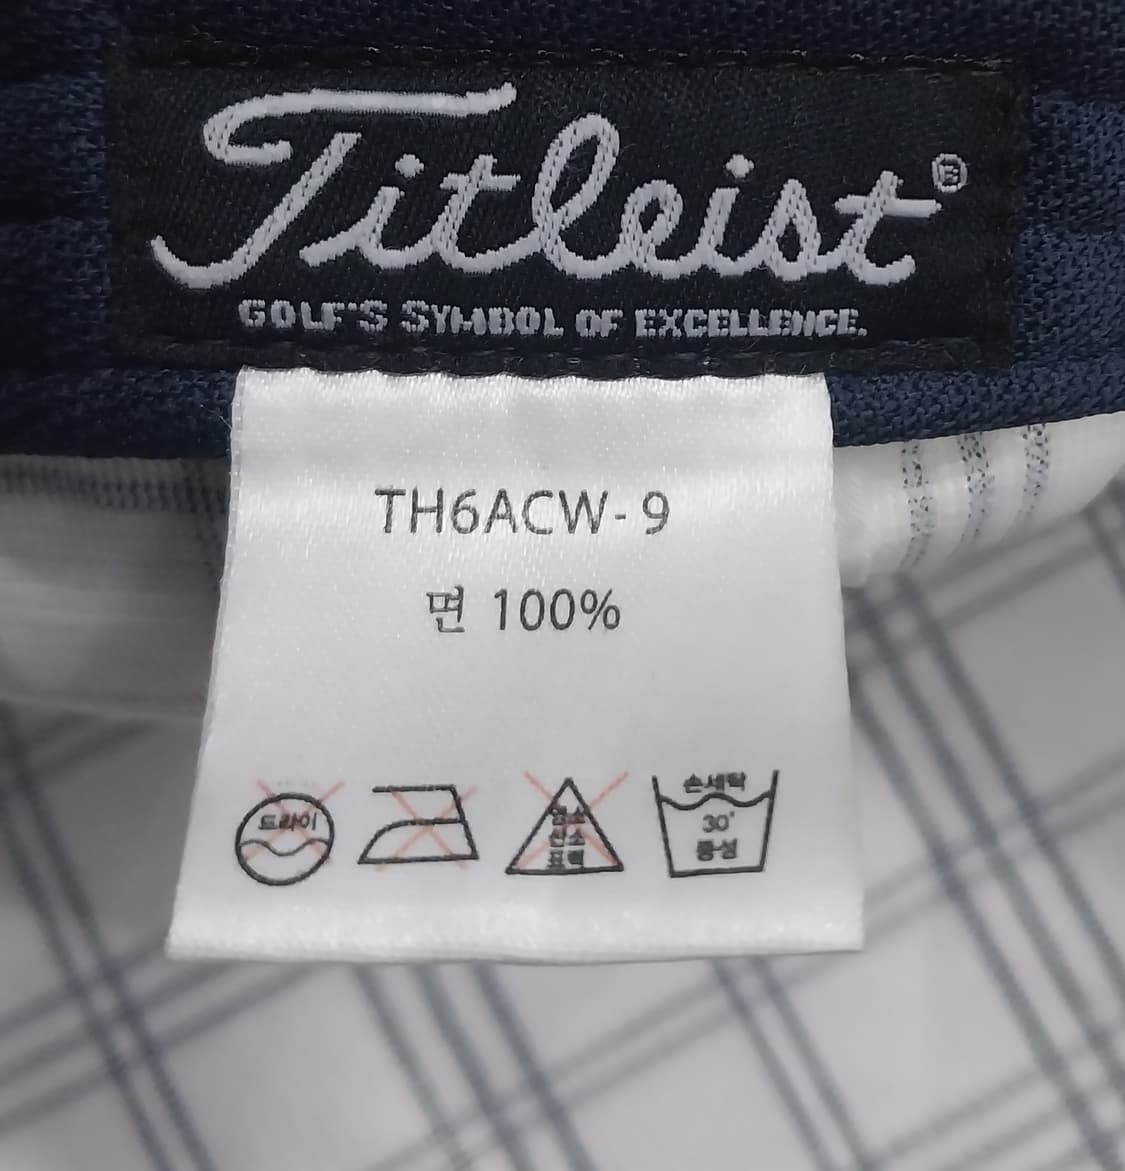 Titleist®
GOLF'S SYMBOL OF EXCELLENCE.
TH6ACW-9
면 100%
드라이
염소
산소
표백
손세탁
30°
중성